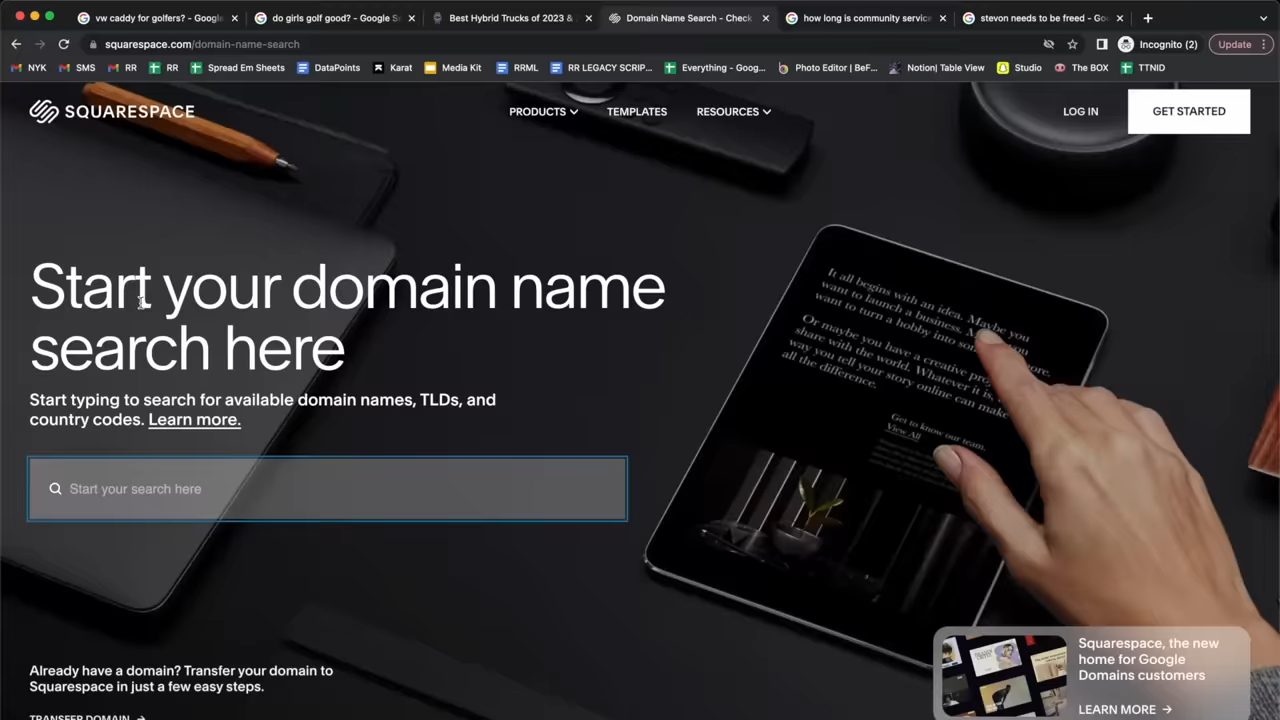 vw caddy for golfers? - Google
do girls golf good? - Google S
Best Hybrid Trucks of 2023 &
Domain Name Search - Check
how long is community service
stevon needs to be freed - Go
squarespace.com/domain-name-search
Incognito (2)
Update
NYK
SMS
RR
RR
Spread Em Sheets
DataPoints
Karat
Media Kit
RRML
RR LEGACY SCRIP...
Everything - Goog...
Photo Editor | BeF...
Notion| Table View
Studio
The BOX
TTNID
SQUARESPACE
PRODUCTS
TEMPLATES
RESOURCES
LOG IN
GET STARTED
Start your domain name
search here
Start typing to search for available domain names, TLDs, and
country codes. Learn more.
Start your search here
It all begins with an idea. Maybe you
want to launch a business.
want to turn a hobby into
Or maybe you have a creative
share with the world. Whatever it is,
way you tell your story online can make
all the difference.
Get to know our team.
View All
Already have a domain? Transfer your domain to
Squarespace in just a few easy steps.
TRANSFER DOMAIN
Squarespace, the new
home for Google
Domains customers
LEARN MORE